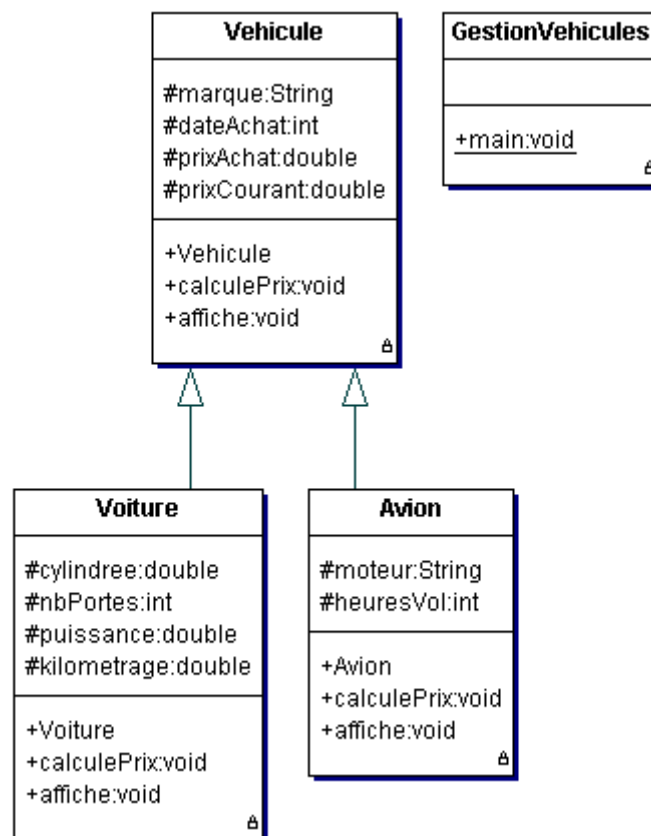 Vehicule
#marque:String
#dateAchat:int
#prixAchat:double
#prixCourant:double
+Vehicule
+calculePrix:void
+affiche:void
GestionVehicules
+main:void
Voiture
#cylindree:double
#nbPortes:int
#puissance:double
#kilometrage:double
+Voiture
+calculePrix:void
+affiche:void
Avion
#moteur:String
#heuresVol:int
+Avion
+calculePrix:void
+affiche:void